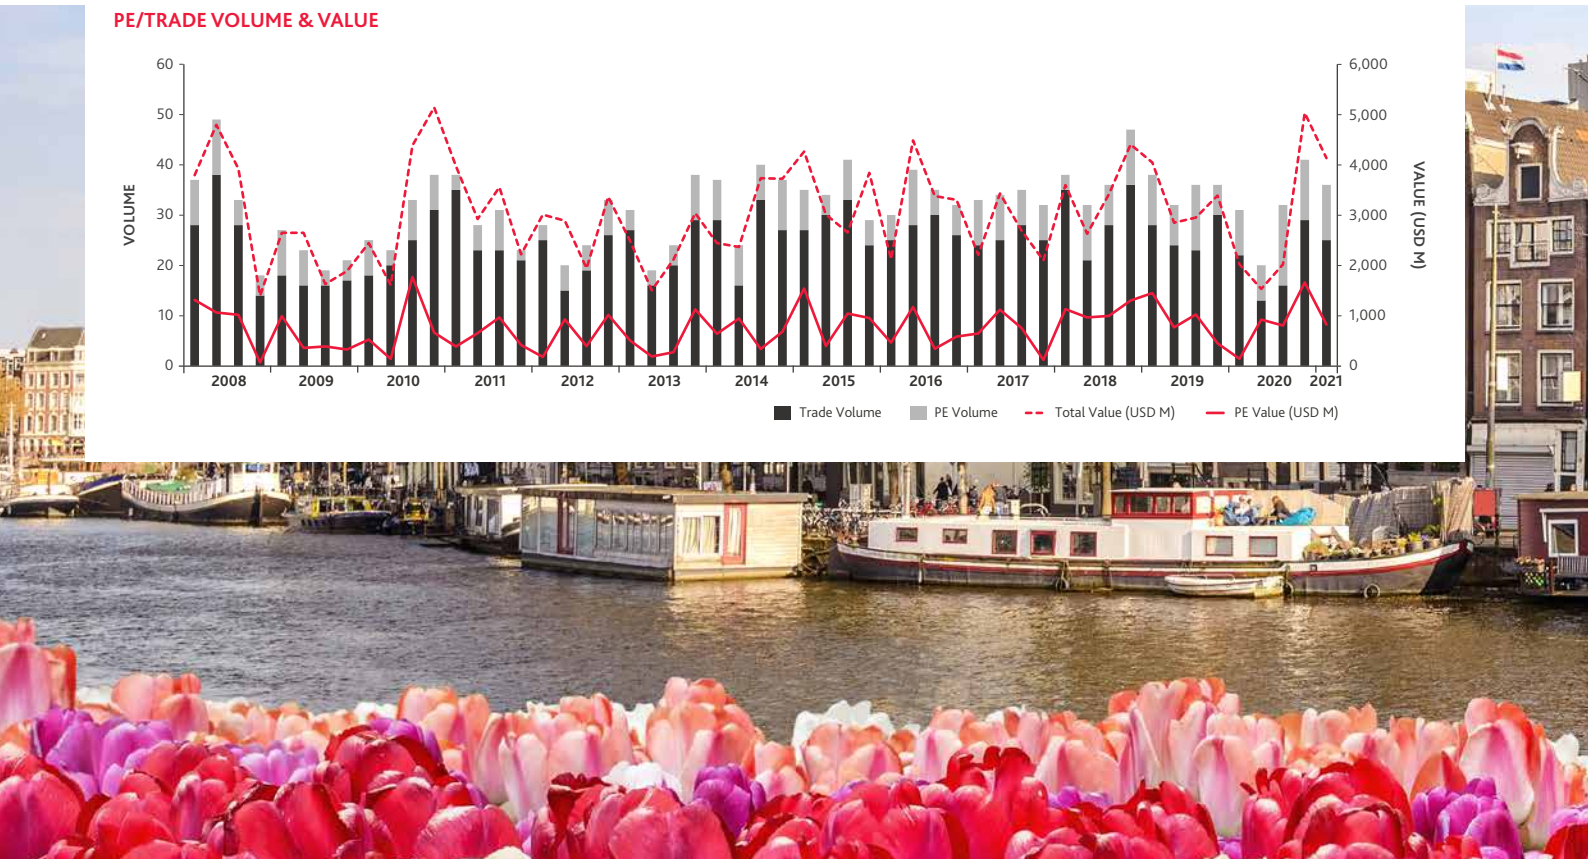 PE/TRADE VOLUME & VALUE
60
50
40
30
20
10
0
VOLUME
6,000
5,000
4,000
3,000
2,000
1,000
0
VALUE (USD M)
2008 2009 2010 2011 2012 2013 2014 2015 2016 2017 2018 2019 2020 2021
Trade Volume PE Volume Total Value (USD M) PE Value (USD M)